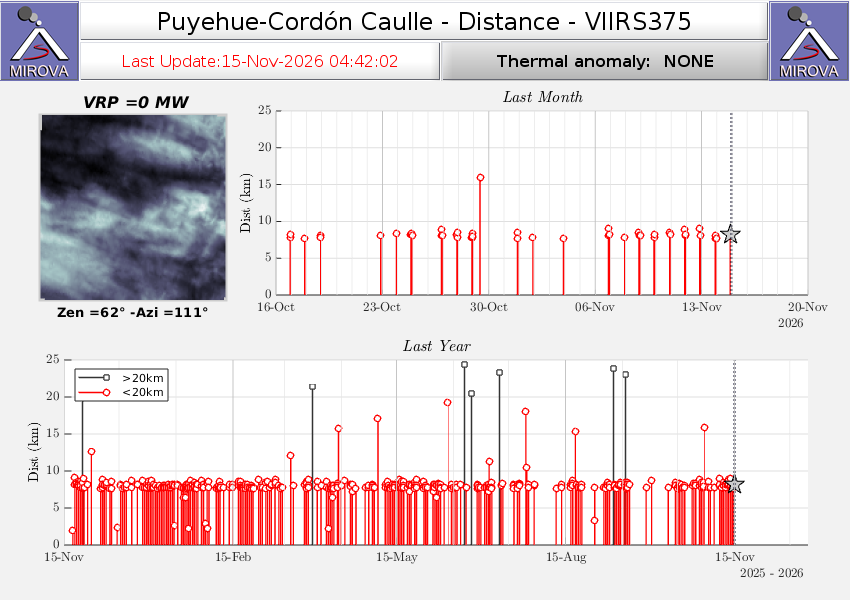 Puyehue-Cordón Caulle - Distance - VIIRS375
MIROVA
MIROVA
Last Update:15-Nov-2026 04:42:02
Thermal anomaly: NONE
VRP =0 MW
Zen =62° -Azi =111°
Last Month
Dist (km)
25
20
15
10
5
0
16-Oct
23-Oct
30-Oct
06-Nov
13-Nov
20-Nov
2026
Last Year
Dist (km)
25
20
15
10
5
0
>20km
<20km
15-Nov
15-Feb
15-May
15-Aug
15-Nov
2025 - 2026